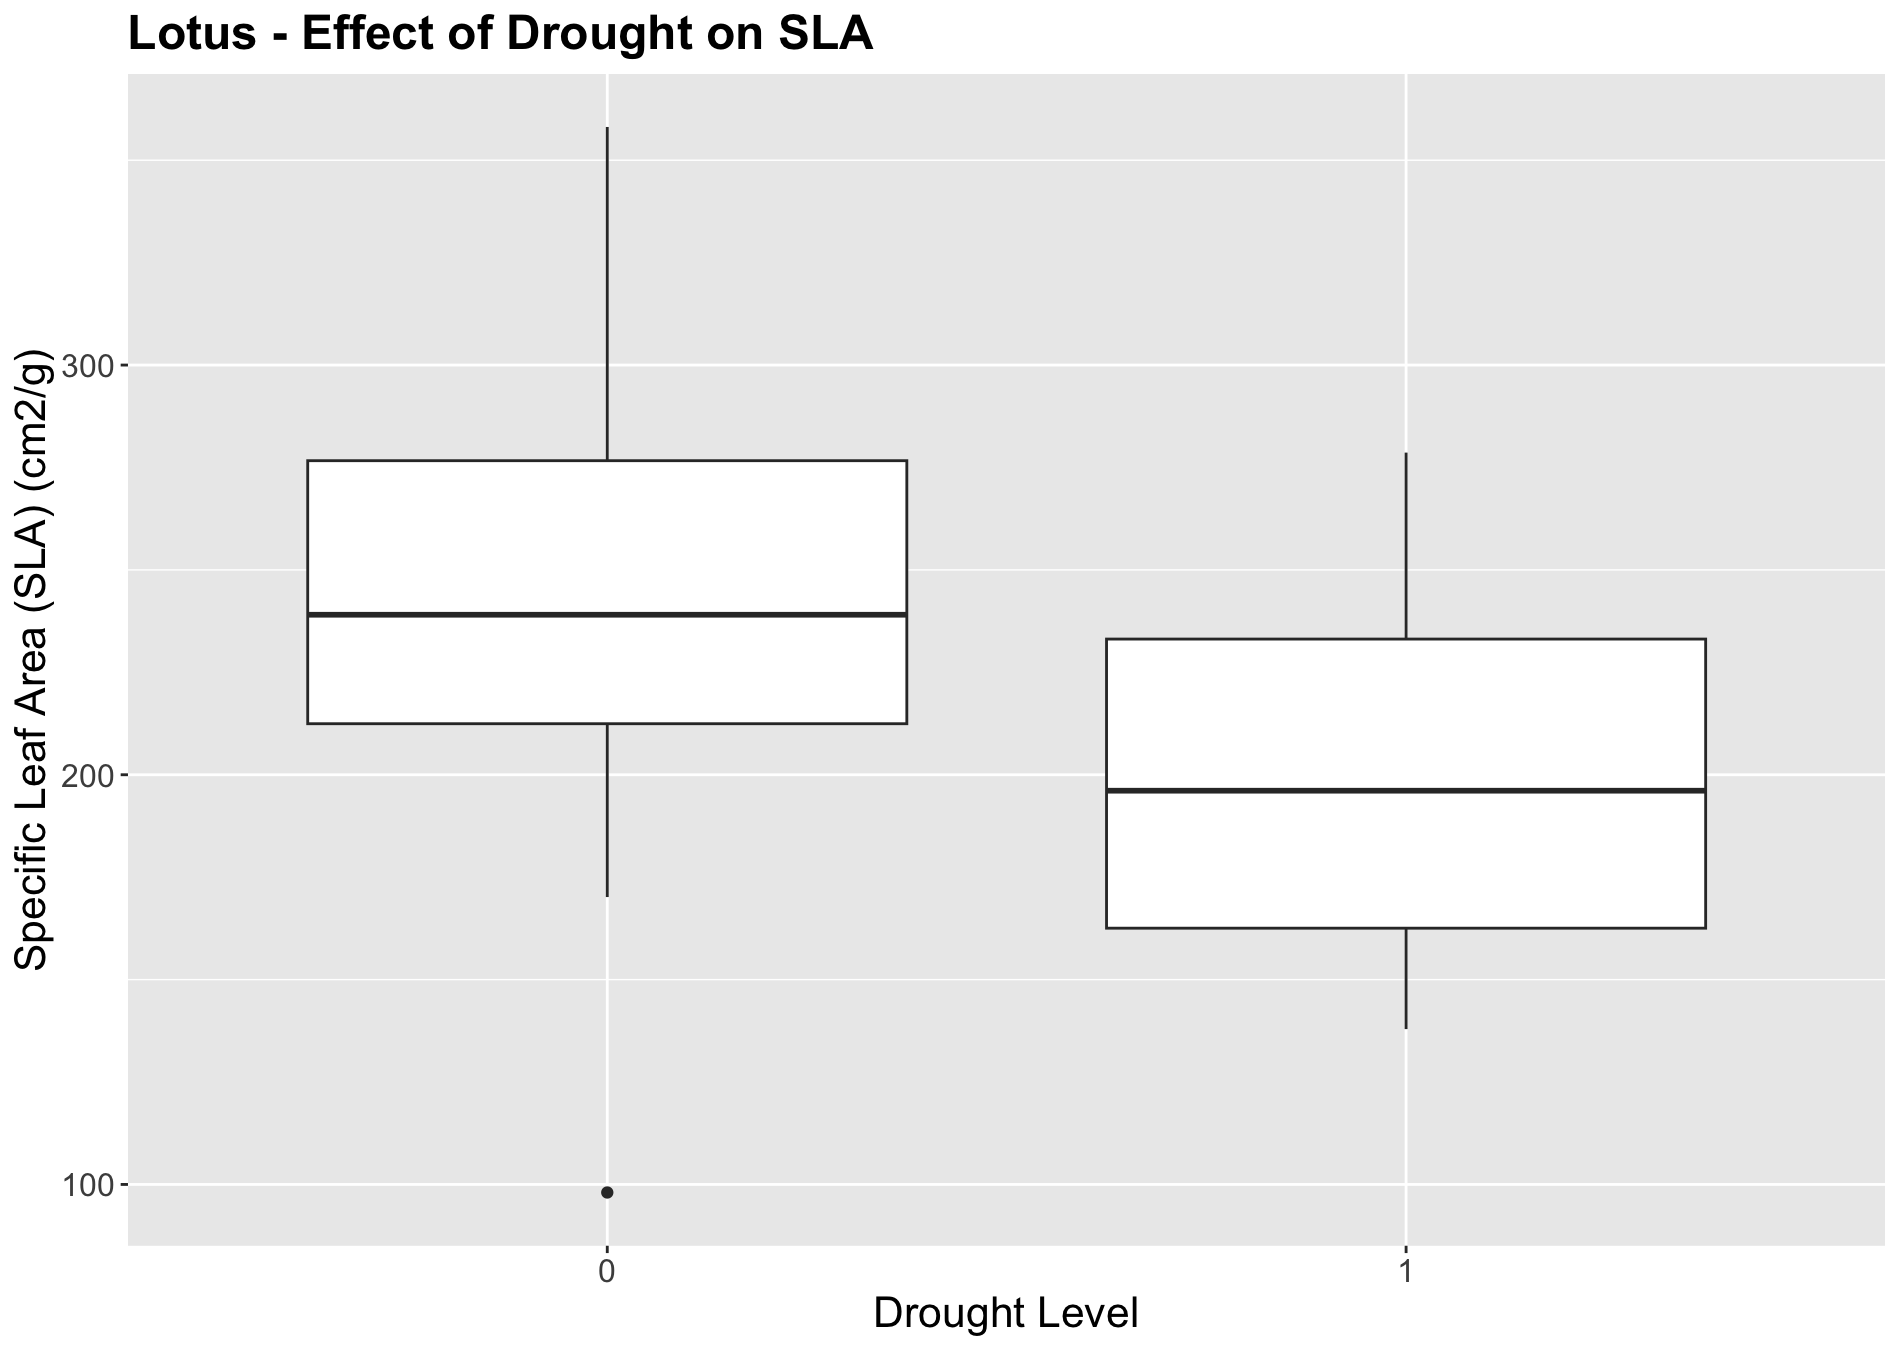 Lotus - Effect of Drought on SLA
Specific Leaf Area (SLA) (cm2/g)
300
200
100
0
1
Drought Level